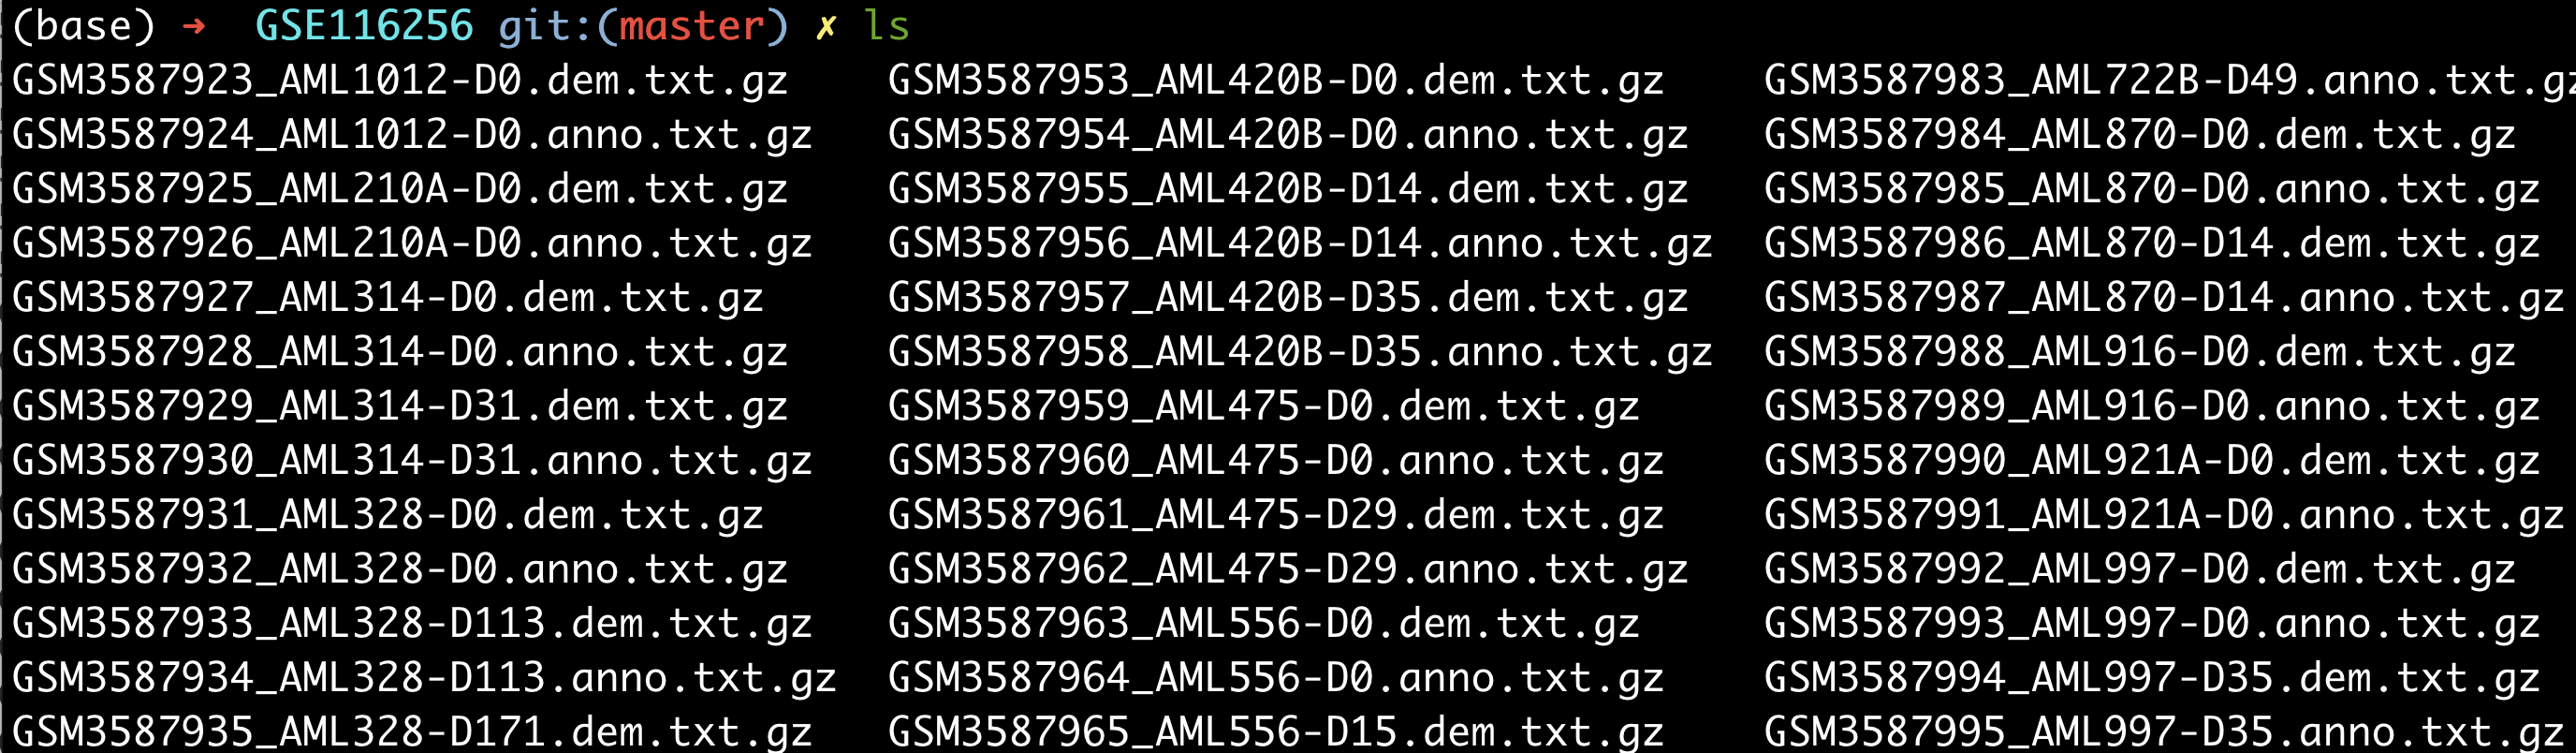 (base) ➜  GSE116256 git:(master) ✗ ls
GSM3587923_AML1012-D0.dem.txt.gz   GSM3587953_AML420B-D0.dem.txt.gz    GSM3587983_AML722B-D49.anno.txt.gz
GSM3587924_AML1012-D0.anno.txt.gz  GSM3587954_AML420B-D0.anno.txt.gz   GSM3587984_AML870-D0.dem.txt.gz
GSM3587925_AML210A-D0.dem.txt.gz   GSM3587955_AML420B-D14.dem.txt.gz   GSM3587985_AML870-D0.anno.txt.gz
GSM3587926_AML210A-D0.anno.txt.gz  GSM3587956_AML420B-D14.anno.txt.gz  GSM3587986_AML870-D14.dem.txt.gz
GSM3587927_AML314-D0.dem.txt.gz    GSM3587957_AML420B-D35.dem.txt.gz   GSM3587987_AML870-D14.anno.txt.gz
GSM3587928_AML314-D0.anno.txt.gz   GSM3587958_AML420B-D35.anno.txt.gz  GSM3587988_AML916-D0.dem.txt.gz
GSM3587929_AML314-D31.dem.txt.gz   GSM3587959_AML475-D0.dem.txt.gz     GSM3587989_AML916-D0.anno.txt.gz
GSM3587930_AML314-D31.anno.txt.gz  GSM3587960_AML475-D0.anno.txt.gz    GSM3587990_AML921A-D0.dem.txt.gz
GSM3587931_AML328-D0.dem.txt.gz    GSM3587961_AML475-D29.dem.txt.gz    GSM3587991_AML921A-D0.anno.txt.gz
GSM3587932_AML328-D0.anno.txt.gz   GSM3587962_AML475-D29.anno.txt.gz   GSM3587992_AML997-D0.dem.txt.gz
GSM3587933_AML328-D113.dem.txt.gz  GSM3587963_AML556-D0.dem.txt.gz     GSM3587993_AML997-D0.anno.txt.gz
GSM3587934_AML328-D113.anno.txt.gz GSM3587964_AML556-D0.anno.txt.gz    GSM3587994_AML997-D35.dem.txt.gz
GSM3587935_AML328-D171.dem.txt.gz  GSM3587965_AML556-D15.dem.txt.gz    GSM3587995_AML997-D35.anno.txt.gz